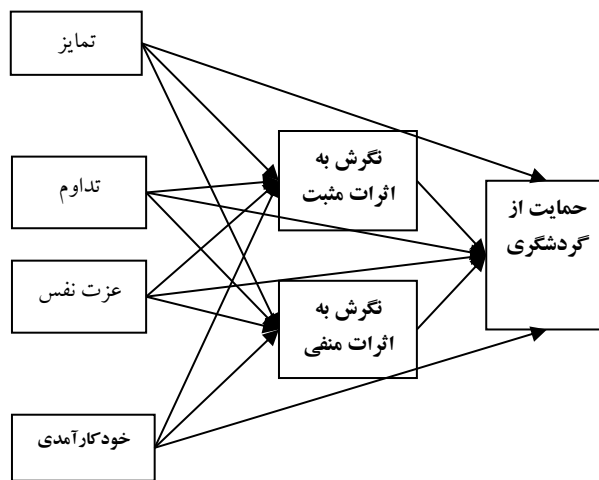 تمایز
تداوم
عزت نفس
خودکارآمدی
نگرش به
اثرات مثبت
نگرش به
اثرات منفی
حمایت از
گردشگری